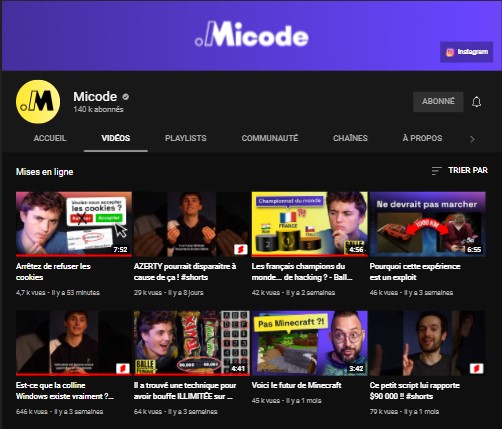 .Micode
Instagram
.M
Micode
140 k abonnés
ABONNÉ
ACCUEIL VIDÉOS PLAYLISTS COMMUNAUTÉ CHAÎNES À PROPOS
Mises en ligne
TRIER PAR
Voulez-vous accepter
les cookies ?
Refuser Accepter
7:52
Championnat du monde
FRANCE
4:56
Ne devrait pas marcher
1000 KM
6:55
Arrêtez de refuser les
cookies
4,7 k vues • il y a 53 minutes
AZERTY pourrait disparaitre à
cause de ça ! #shorts
29 k vues • il y a 8 jours
Les français champions du
monde... de hacking ? - Ball...
42 k vues • il y a 2 semaines
Pourquoi cette expérience
est un exploit
46 k vues • il y a 3 semaines
BALLE
4:41
Pas Minecraft ?!
3:42
Est-ce que la colline
Windows existe vraiment ?...
646 k vues • il y a 3 semaines
Il a trouvé une technique pour
avoir bouffe ILLIMITÉE sur ...
64 k vues • il y a 3 semaines
Voici le futur de Minecraft
45 k vues • il y a 1 mois
Ce petit script lui rapporte
$90 000 !! #shorts
79 k vues • il y a 1 mois